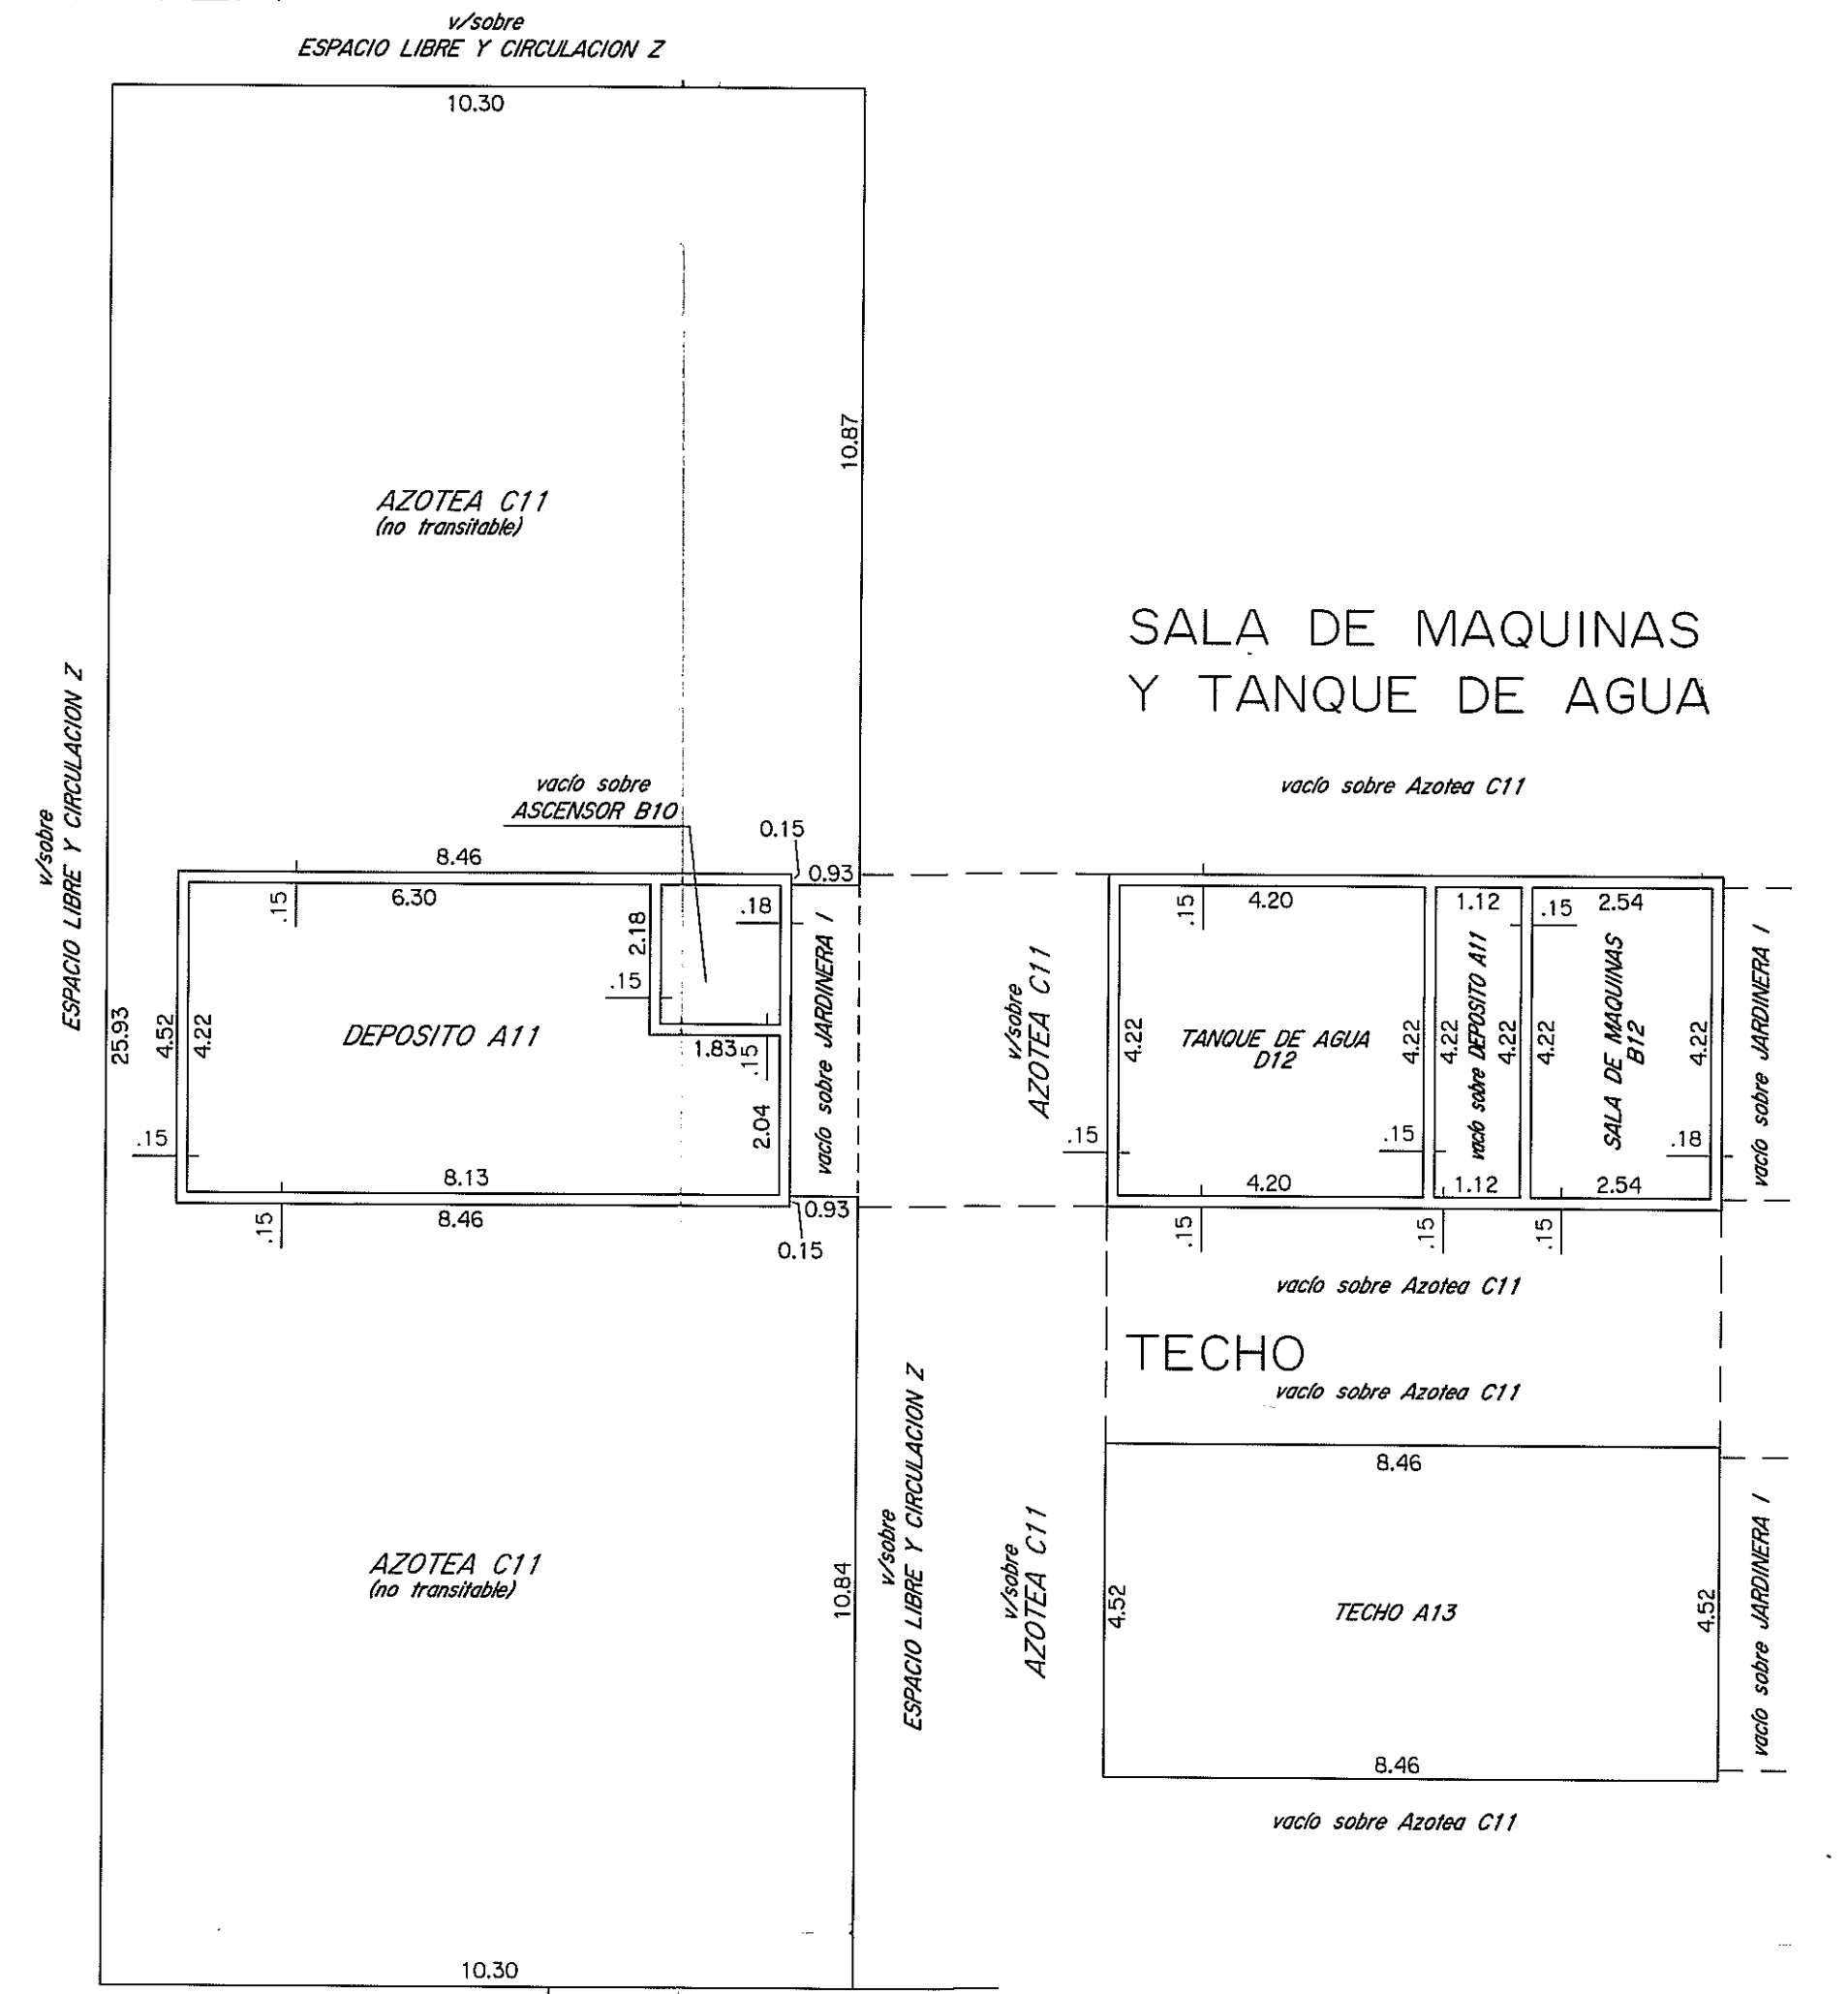 v/sobre
ESPACIO LIBRE Y CIRCULACION Z
10.30
10.87
AZOTEA C11
(no transitable)
v/sobre
ESPACIO LIBRE Y CIRCULACION Z
25.93
vacío sobre
ASCENSOR B10
0.15
8.46
0.93
.15
6.30
2.18
.18
.15
4.52
4.22
DEPOSITO A11
1.83
.15
vacío sobre JARDINERA I
2.04
.15
8.13
8.46
.15
0.93
0.15
AZOTEA C11
(no transitable)
10.84
v/sobre
ESPACIO LIBRE Y CIRCULACION Z
10.30
SALA DE MAQUINAS
Y TANQUE DE AGUA
vacío sobre Azotea C11
v/sobre
AZOTEA C11
.15
4.20
1.12
.15
2.54
4.22
TANQUE DE AGUA
D12
4.22
4.22
vacío sobre DEPOSITO A11
4.22
4.22
SALA DE MAQUINAS
B12
4.22
vacío sobre JARDINERA I
.15
.15
.18
4.20
1.12
2.54
.15
.15
.15
vacío sobre Azotea C11
TECHO
vacío sobre Azotea C11
8.46
v/sobre
AZOTEA C11
4.52
TECHO A13
4.52
vacío sobre JARDINERA I
8.46
vacío sobre Azotea C11